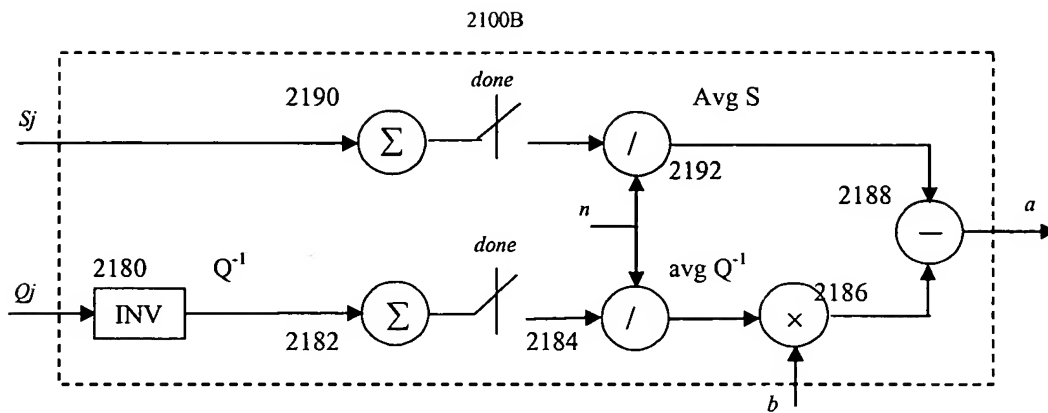 2100B
done
2190
Avg S
Sj
Σ
/
2192
2188
n
a
−
done
2180
Q-1
avg Q-1
2186
Qj
INV
Σ
/
×
2182
2184
b